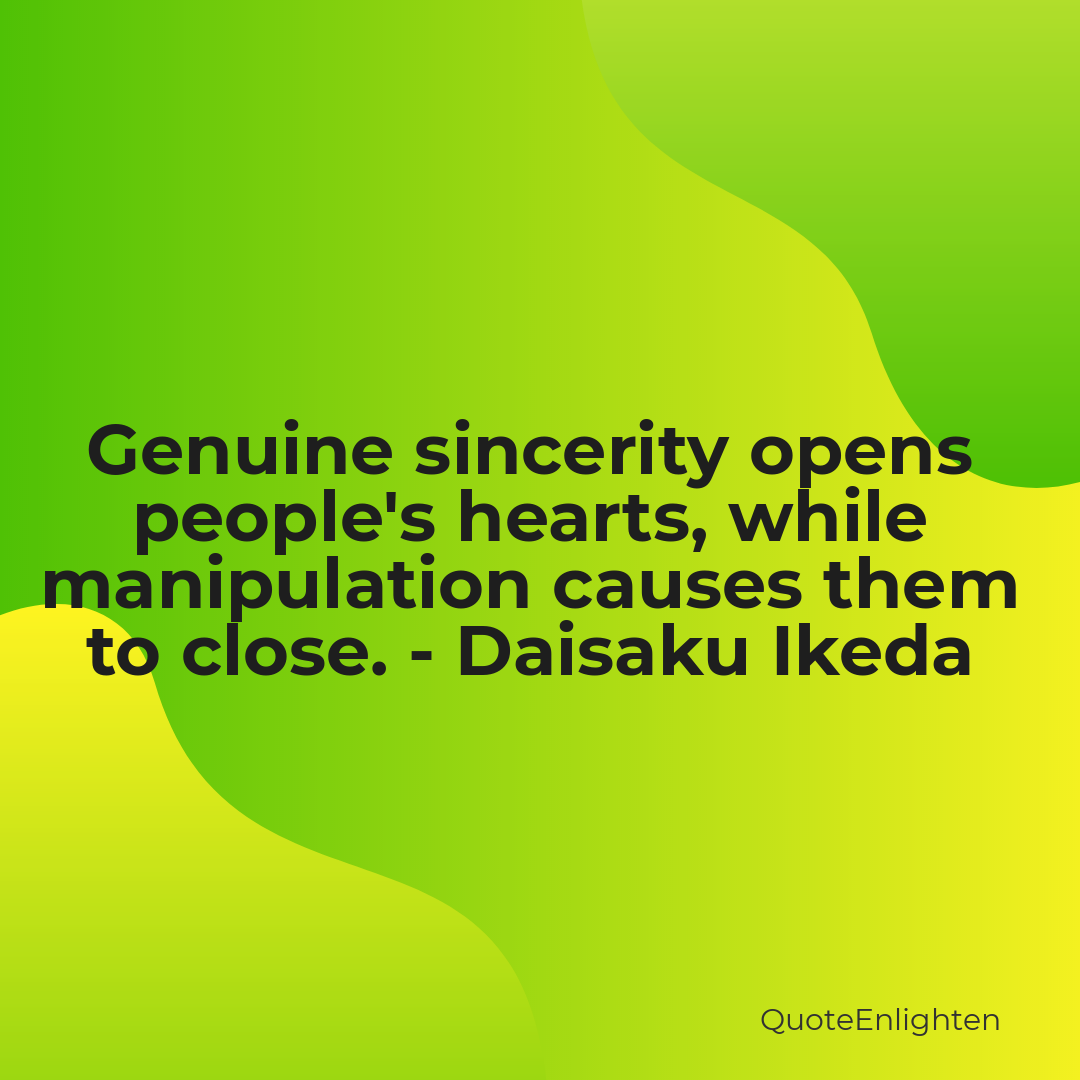 Genuine sincerity opens
people's hearts, while
manipulation causes them
to close. - Daisaku Ikeda
QuoteEnlighten